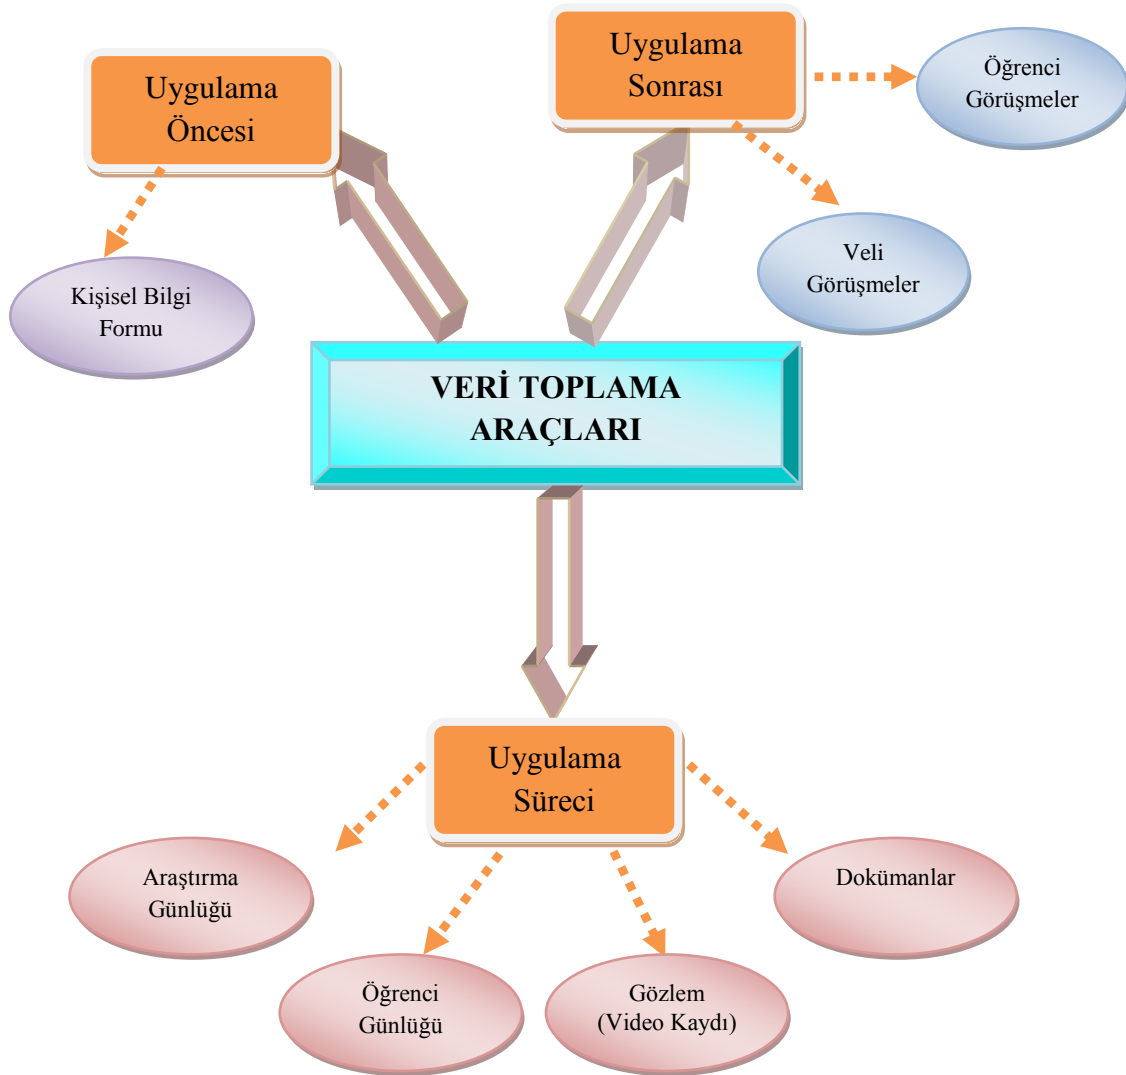 Uygulama
Öncesi
Uygulama
Sonrası
Öğrenci
Görüşmeler
Veli
Görüşmeler
Kişisel Bilgi
Formu
VERİ TOPLAMA
ARAÇLARI
Uygulama
Süreci
Araştırma
Günlüğü
Dokümanlar
Öğrenci
Günlüğü
Gözlem
(Video Kaydı)